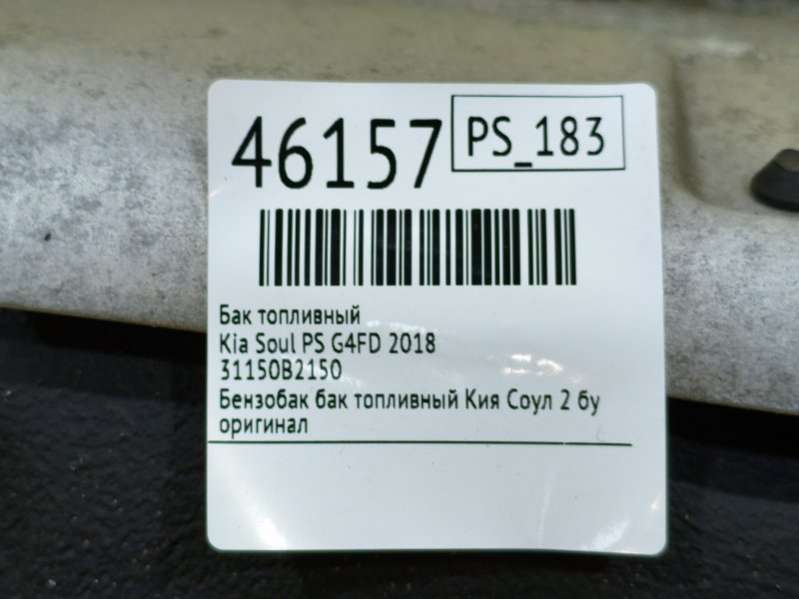 46157
PS_183
Бак топливный
Kia Soul PS G4FD 2018
31150B2150
Бензобак бак топливный Кия Соул 2 бу
оригинал